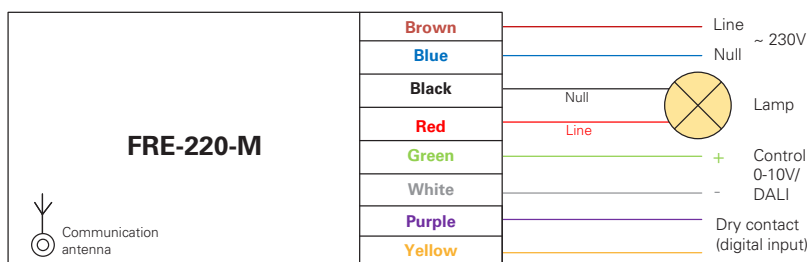 FRE-220-M
Communication
antenna
Brown
Blue
Black
Red
Green
White
Purple
Yellow
Null
Line
Line
~ 230V
Null
Lamp
+
-
Control
0-10V/
DALI
Dry contact
(digital input)